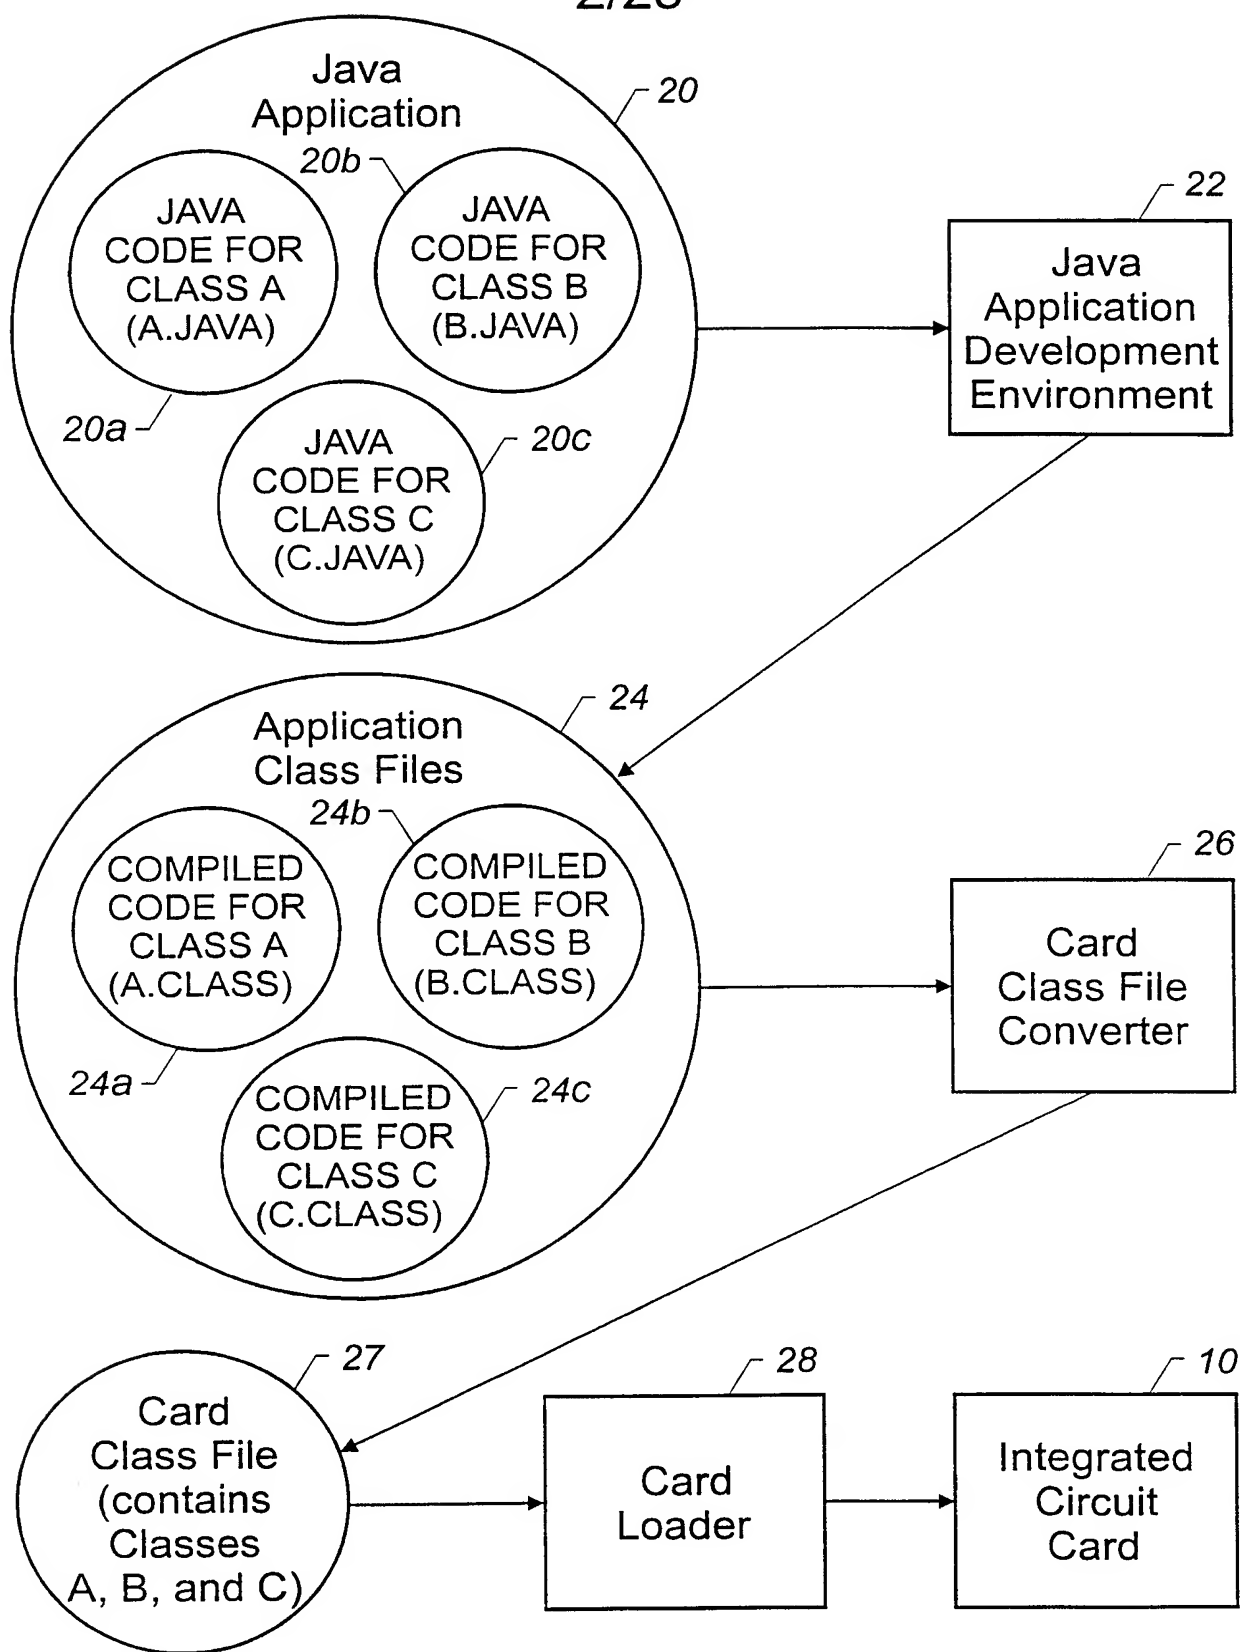 Java
Application
20
20b
JAVA
CODE FOR
CLASS A
(A.JAVA)
JAVA
CODE FOR
CLASS B
(B.JAVA)
20a
JAVA
CODE FOR
CLASS C
(C.JAVA)
20c
22
Java
Application
Development
Environment
24
Application
Class Files
24b
COMPILED
CODE FOR
CLASS A
(A.CLASS)
COMPILED
CODE FOR
CLASS B
(B.CLASS)
24a
COMPILED
CODE FOR
CLASS C
(C.CLASS)
24c
26
Card
Class File
Converter
27
Card
Class File
(contains
Classes
A, B, and C)
28
Card
Loader
10
Integrated
Circuit
Card